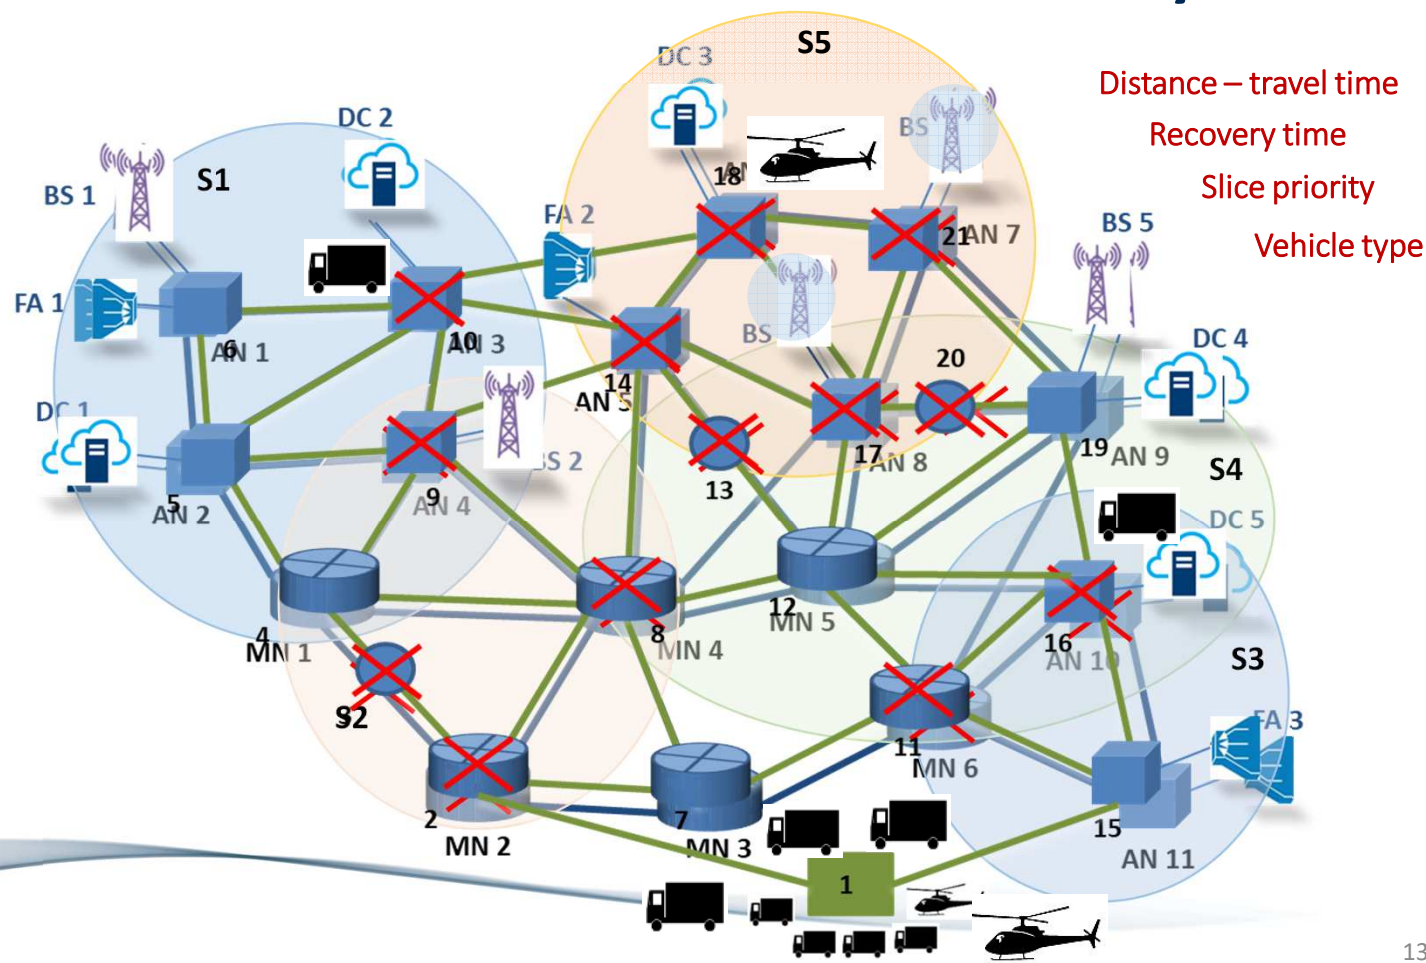 S5
DC 3
Distance – travel time
DC 2
BS
Recovery time
S1
18
Slice priority
BS 1
FA 2
BS 5
21
AN 7
Vehicle type
FA 1
BS
DC 4
6
AN 1
10
AN 3
20
14
AN 5
DC 1
19
AN 9
17
AN 8
BS 2
S4
9
AN 4
13
5
AN 2
DC 5
12
MN 5
4
MN 1
8
MN 4
16
AN 10
S3
S2
FA 3
11
MN 6
2
MN 2
7
MN 3
15
AN 11
1
13